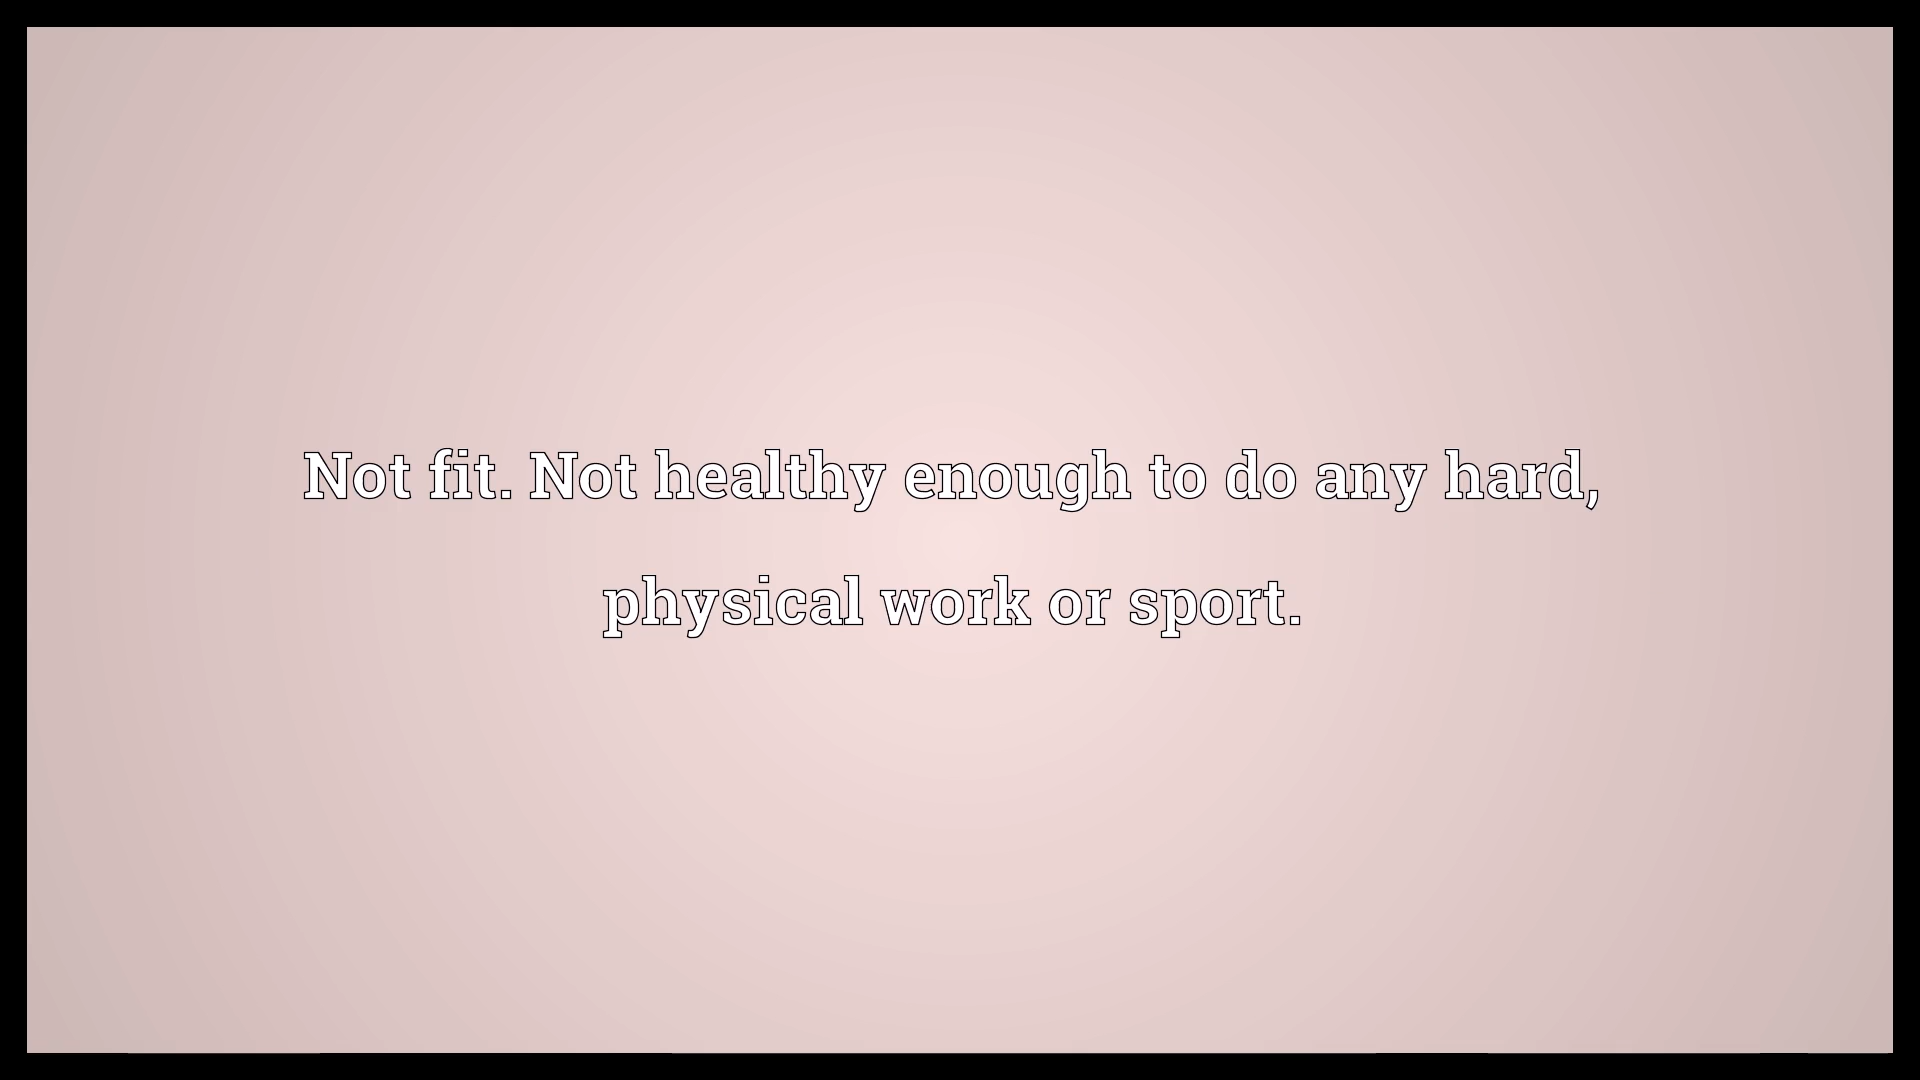 Not fit. Not healthy enough to do any hard,
physical work or sport.